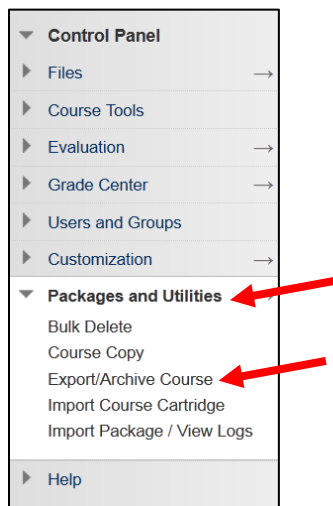 Control Panel
Files
Course Tools
Evaluation
Grade Center
Users and Groups
Customization
Packages and Utilities
Bulk Delete
Course Copy
Export/Archive Course
Import Course Cartridge
Import Package / View Logs
Help